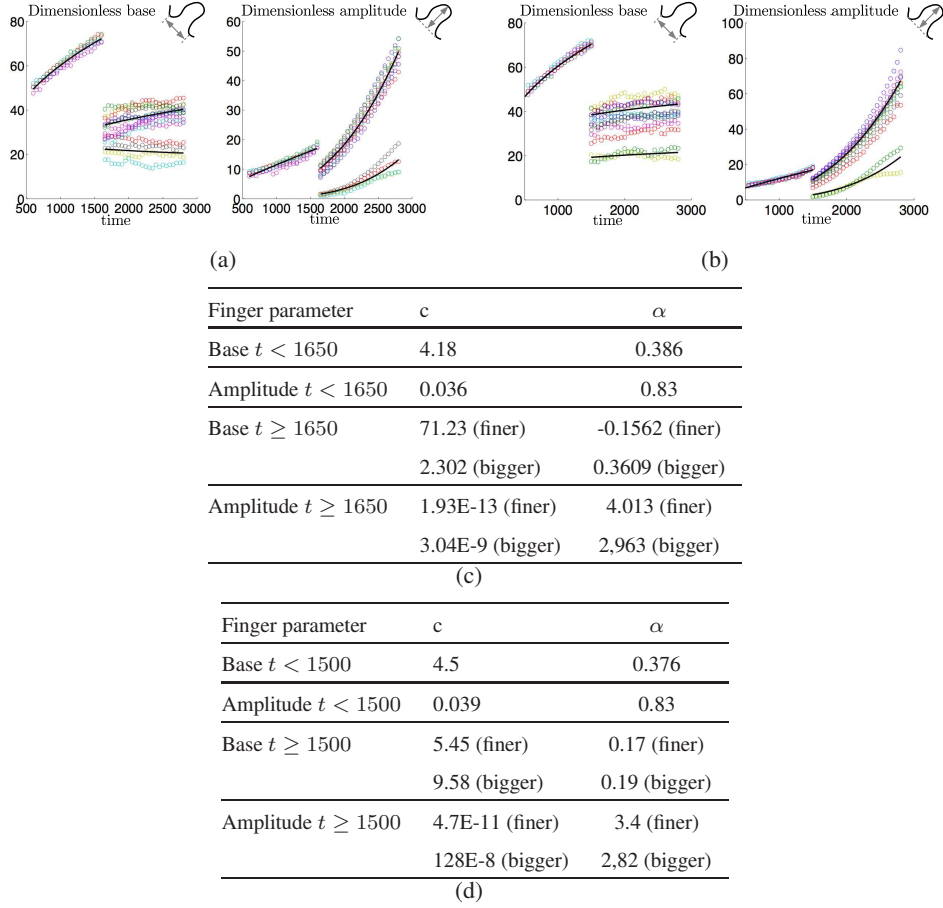 Dimensionless base
80
60
40
20
0
500 1000 1500 2000 2500 3000
time
Dimensionless amplitude
60
50
40
30
20
10
0
500 1000 1500 2000 2500 3000
time
Dimensionless base
80
60
40
20
0
1000 2000 3000
time
Dimensionless amplitude
100
80
60
40
20
0
1000 2000 3000
time
(a)
(b)
Finger parameter c α
Base t < 1650 4.18 0.386
Amplitude t < 1650 0.036 0.83
Base t ≥ 1650 71.23 (finer) -0.1562 (finer)
2.302 (bigger) 0.3609 (bigger)
Amplitude t ≥ 1650 1.93E-13 (finer) 4.013 (finer)
3.04E-9 (bigger) 2,963 (bigger)
(c)
Finger parameter c α
Base t < 1500 4.5 0.376
Amplitude t < 1500 0.039 0.83
Base t ≥ 1500 5.45 (finer) 0.17 (finer)
9.58 (bigger) 0.19 (bigger)
Amplitude t ≥ 1500 4.7E-11 (finer) 3.4 (finer)
128E-8 (bigger) 2,82 (bigger)
(d)